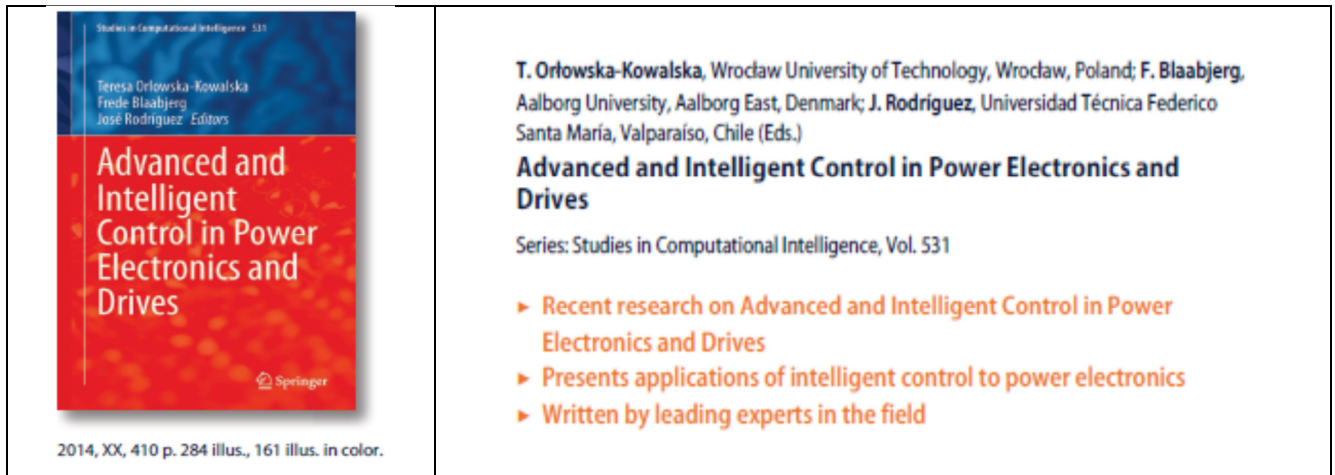 Studies in Computational Intelligence 531
Teresa Orlowska-Kowalska
Frede Blaabjerg
José Rodríguez Editors
Advanced and
Intelligent
Control in Power
Electronics and
Drives
Springer
2014, XX, 410 p. 284 illus., 161 illus. in color.
T. Orłowska-Kowalska, Wrocław University of Technology, Wrocław, Poland; F. Blaabjerg,
Aalborg University, Aalborg East, Denmark; J. Rodríguez, Universidad Técnica Federico
Santa María, Valparaíso, Chile (Eds.)
Advanced and Intelligent Control in Power Electronics and
Drives
Series: Studies in Computational Intelligence, Vol. 531
► Recent research on Advanced and Intelligent Control in Power
Electronics and Drives
► Presents applications of intelligent control to power electronics
► Written by leading experts in the field